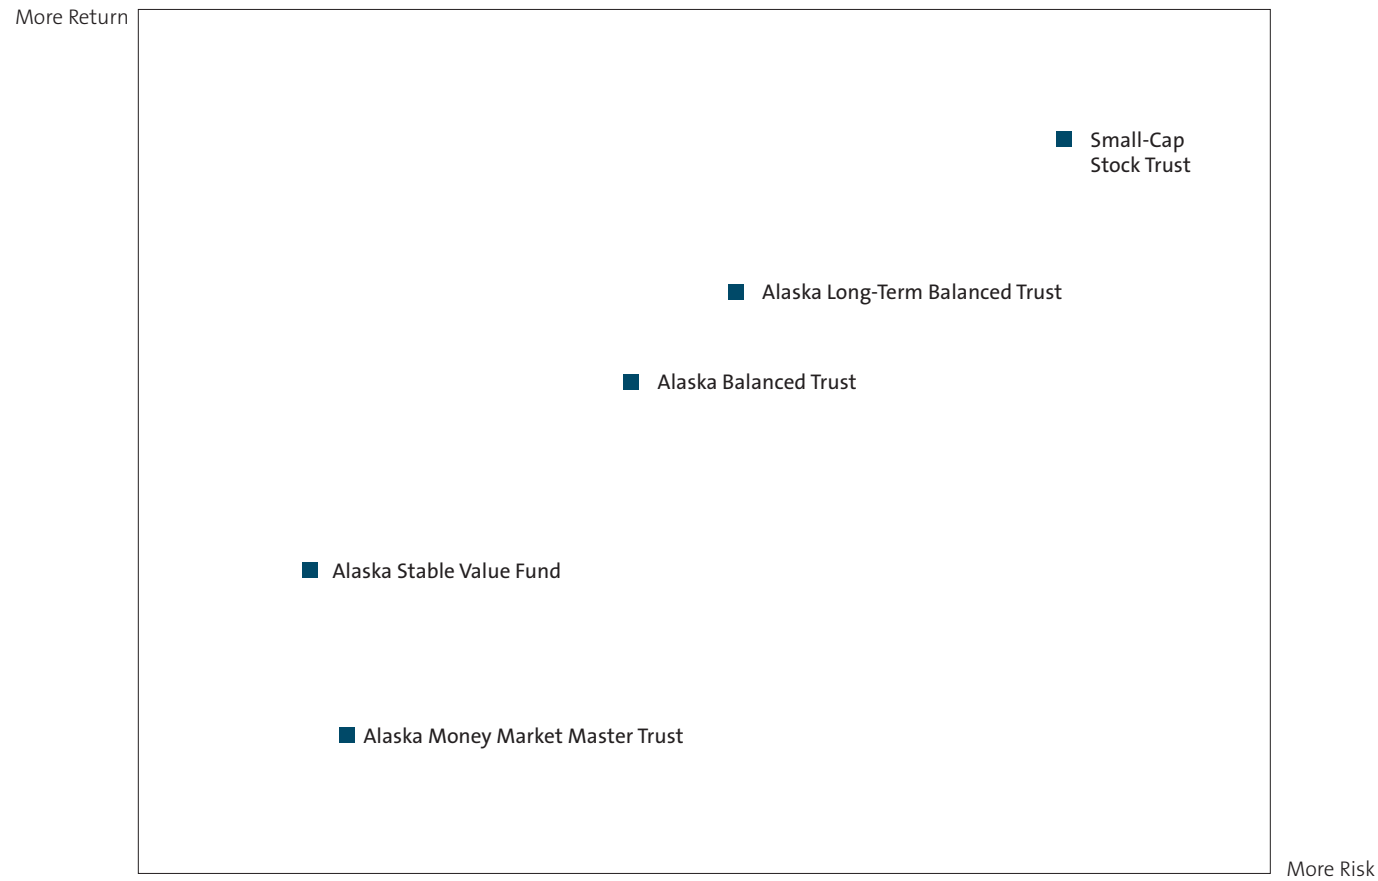 More Return
Small-Cap
Stock Trust
Alaska Long-Term Balanced Trust
Alaska Balanced Trust
Alaska Stable Value Fund
Alaska Money Market Master Trust
More Risk